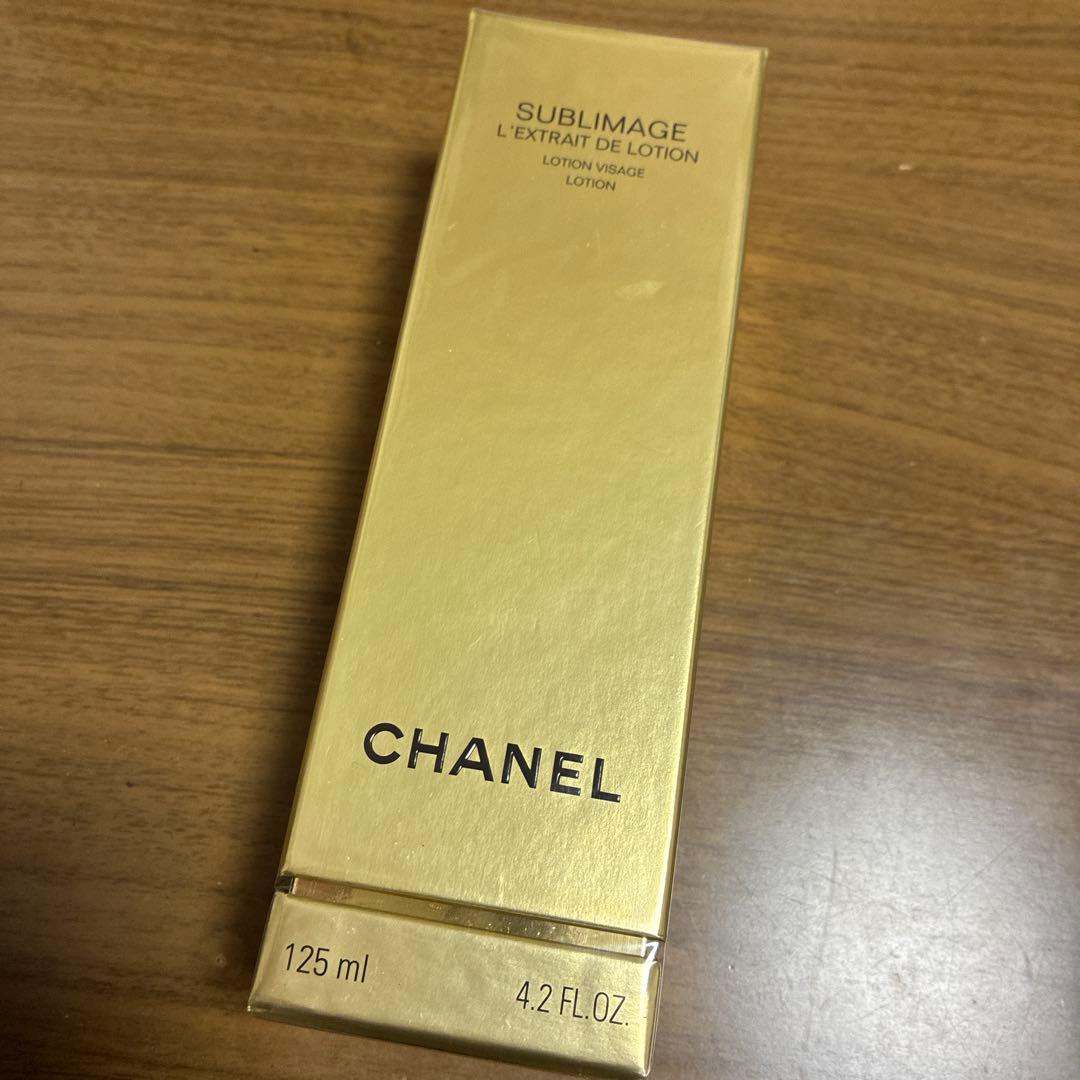 SUBLIMAGE
L'EXTRAIT DE LOTION
LOTION VISAGE
LOTION
CHANEL
125 ml
4.2 FL.OZ.